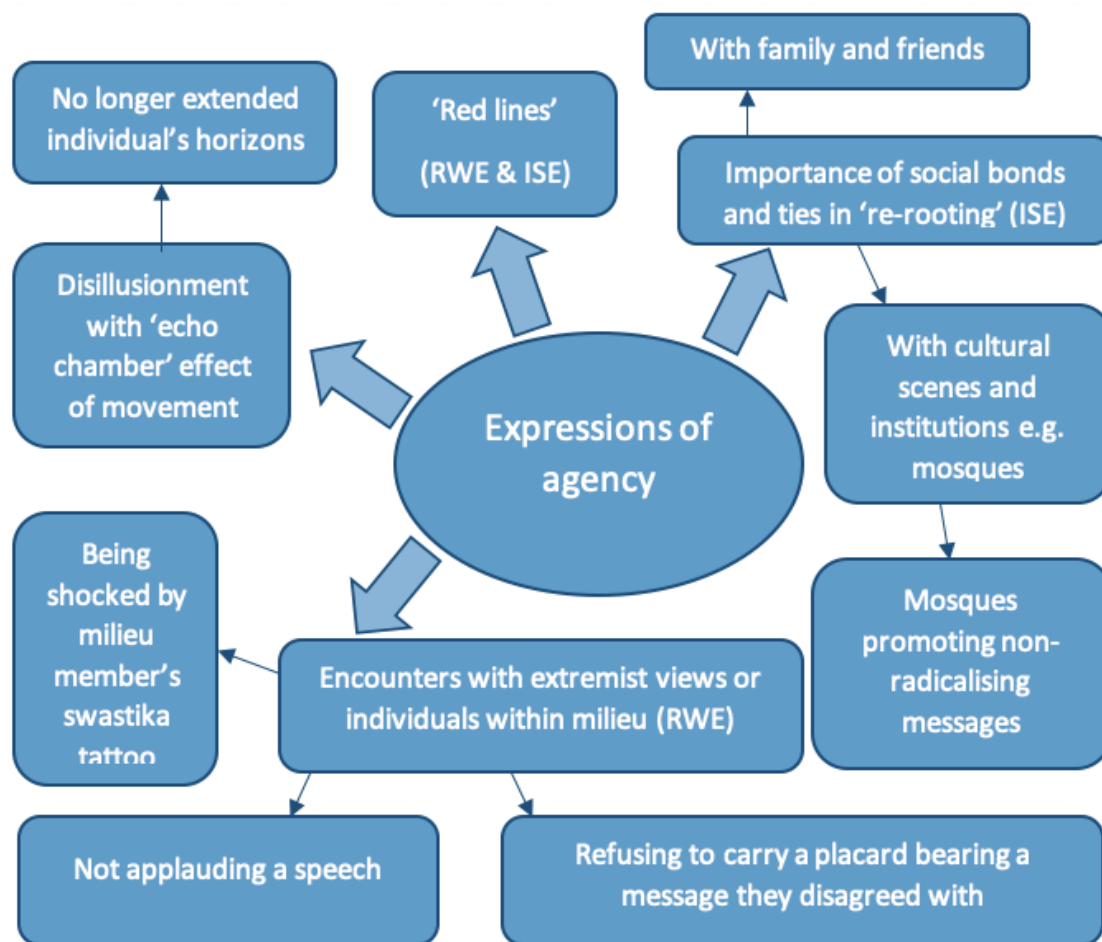 With family and friends
No longer extended
individual's horizons
'Red lines'
(RWE & ISE)
Importance of social bonds
and ties in 're-rooting' (ISE)
Disillusionment
with 'echo
chamber' effect
of movement
With cultural
scenes and
institutions e.g.
mosques
Expressions of
agency
Being
shocked by
milieu
member's
swastika
tattoo
Encounters with extremist views or
individuals within milieu (RWE)
Mosques
promoting non-
radicalising
messages
Not applauding a speech
Refusing to carry a placard bearing a
message they disagreed with